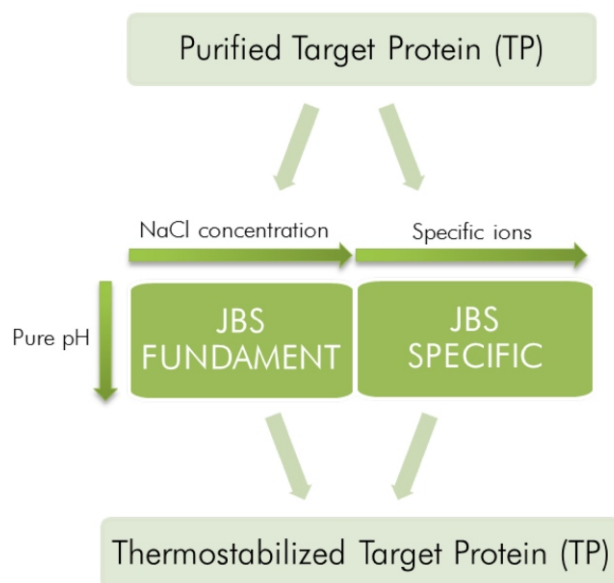 Purified Target Protein (TP)
NaCl concentration
Specific ions
Pure pH
JBS
FUNDAMENT
JBS
SPECIFIC
Thermostabilized Target Protein (TP)